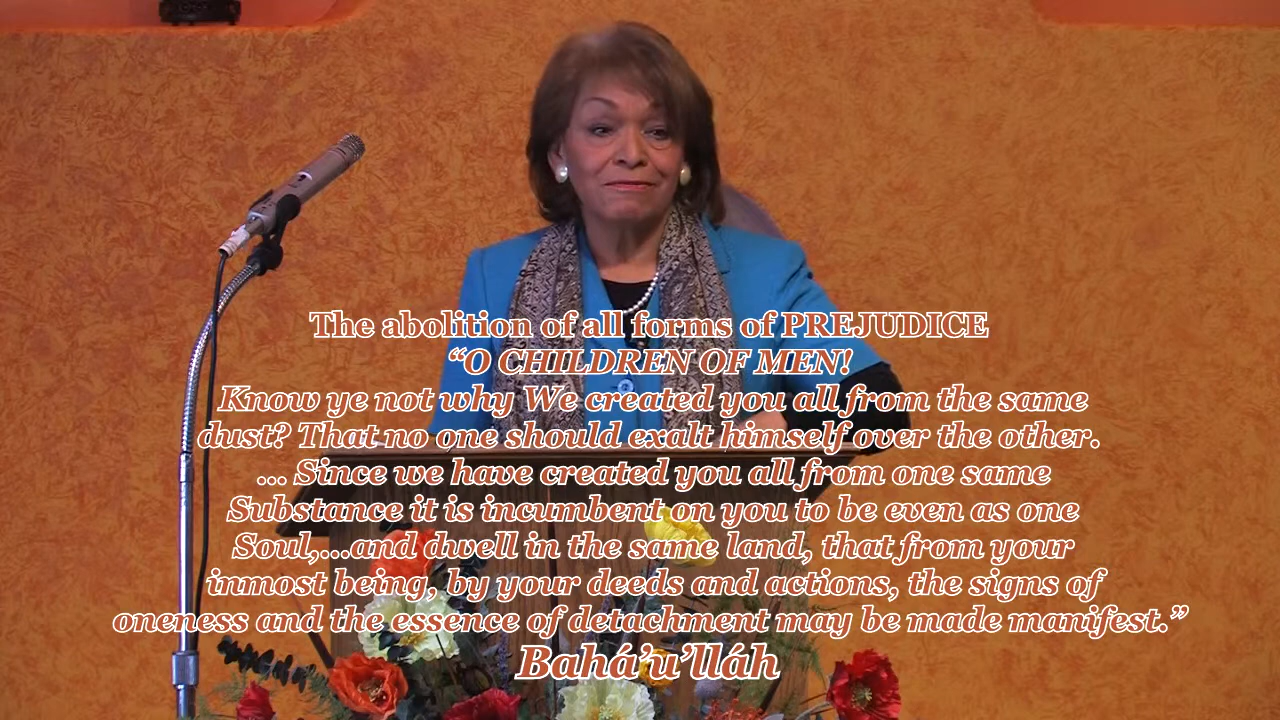 The abolition of all forms of PREJUDICE
“O CHILDREN OF MEN!
Know ye not why We created you all from the same
dust? That no one should exalt himself over the other.
... Since we have created you all from one same
Substance it is incumbent on you to be even as one
Soul,...and dwell in the same land, that from your
inmost being, by your deeds and actions, the signs of
oneness and the essence of detachment may be made manifest.”
Bahá’u’lláh